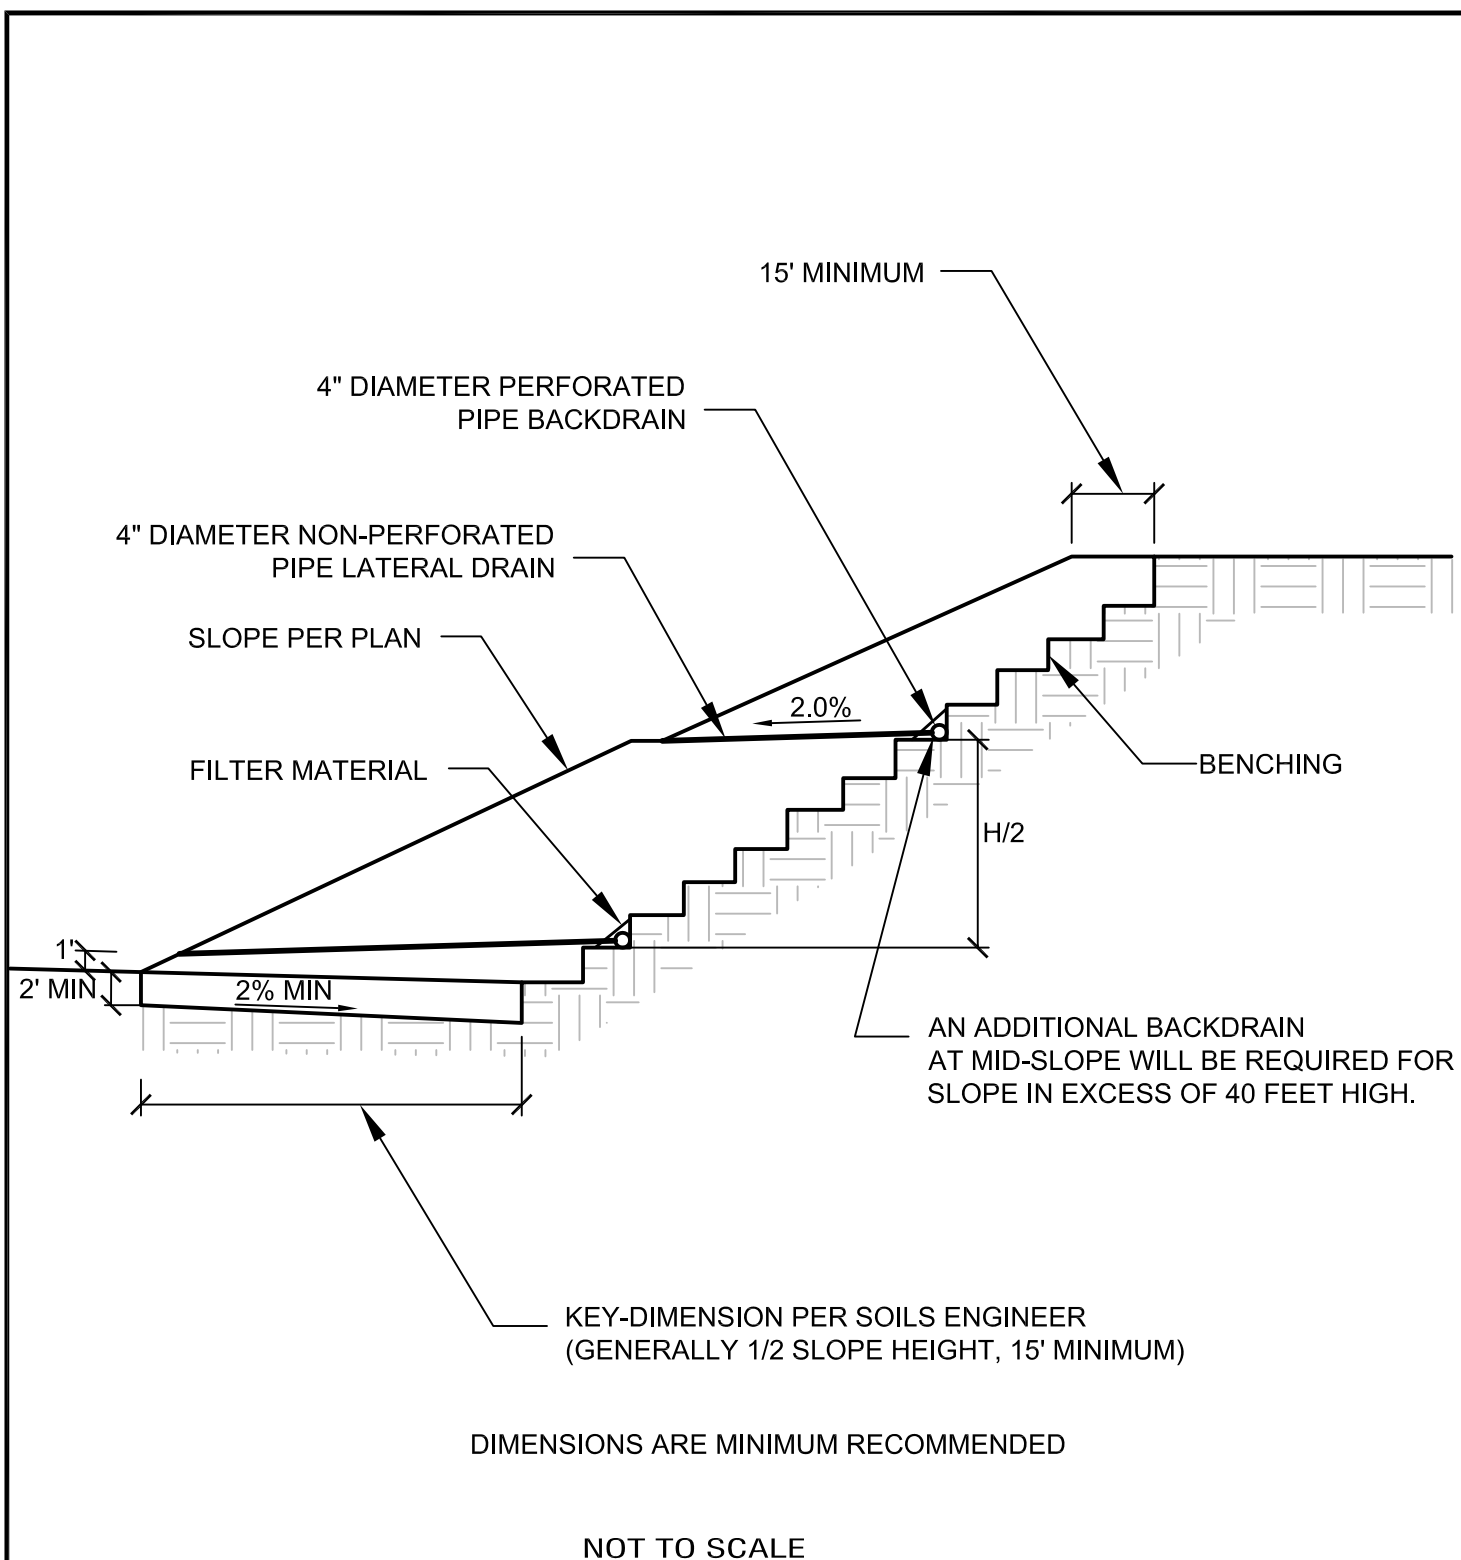 15' MINIMUM
4" DIAMETER PERFORATED
PIPE BACKDRAIN
4" DIAMETER NON-PERFORATED
PIPE LATERAL DRAIN
SLOPE PER PLAN
2.0%
FILTER MATERIAL
BENCHING
H/2
1'
2' MIN
2% MIN
AN ADDITIONAL BACKDRAIN
AT MID-SLOPE WILL BE REQUIRED FOR
SLOPE IN EXCESS OF 40 FEET HIGH.
KEY-DIMENSION PER SOILS ENGINEER
(GENERALLY 1/2 SLOPE HEIGHT, 15' MINIMUM)
DIMENSIONS ARE MINIMUM RECOMMENDED
NOT TO SCALE